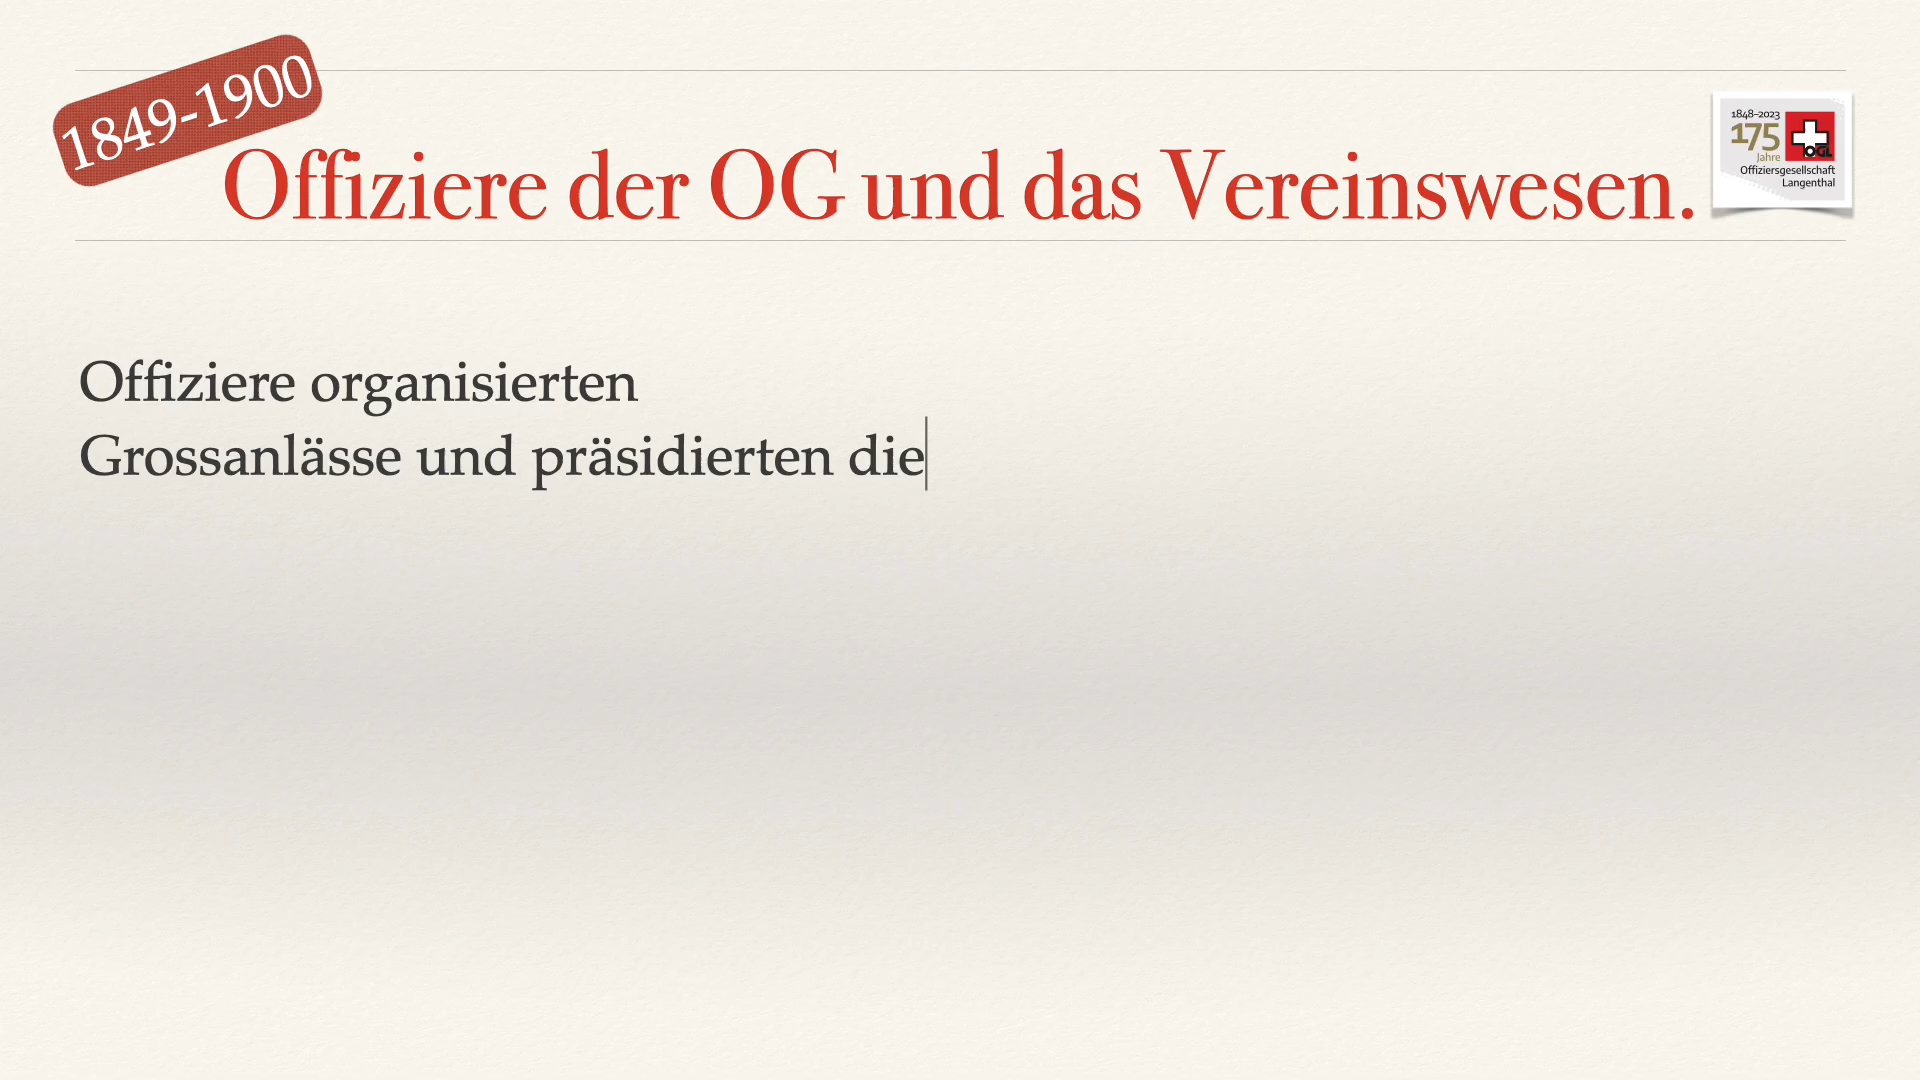 1849-1900
Offiziere der OG und das Vereinswesen.
1848–2023
175
Jahre
OGL
Offiziersgesellschaft
Langenthal
Offiziere organisierten
Grossanlässe und präsidierten die